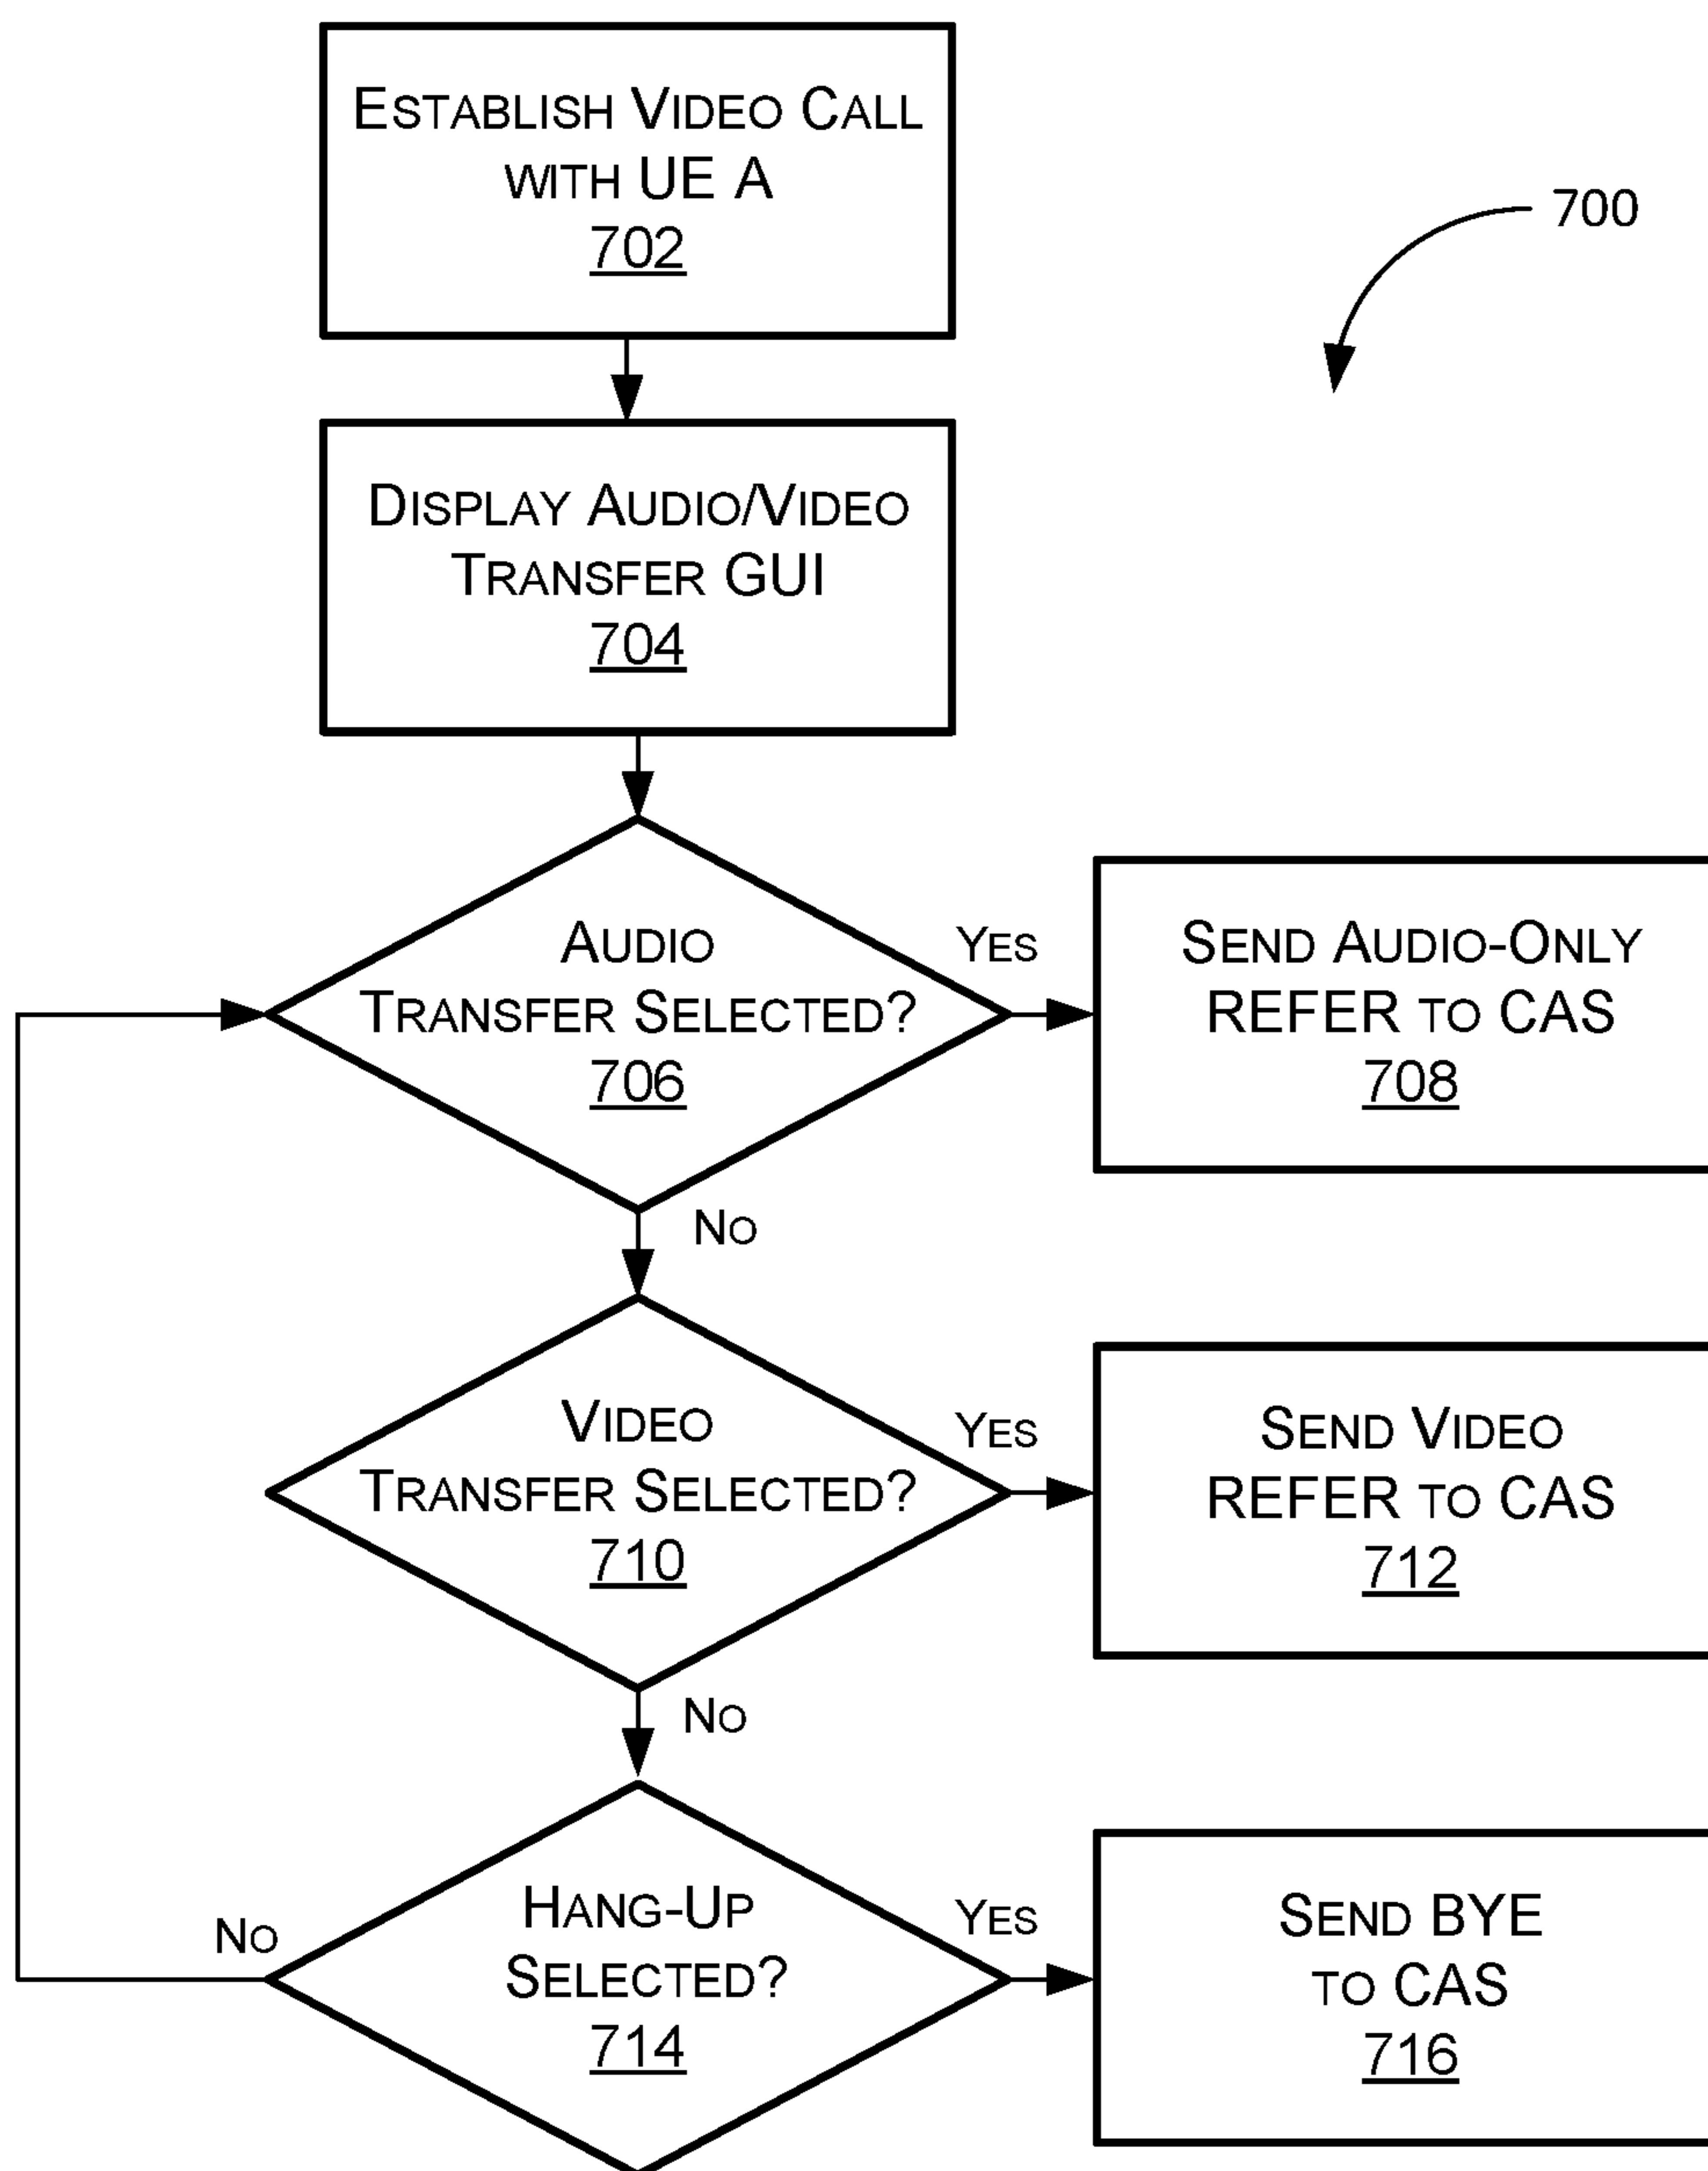 Establish Video Call
with UE A
702
700
Display Audio/Video
Transfer GUI
704
Audio
Transfer Selected?
706
Yes
Send Audio-Only
REFER to CAS
708
No
Video
Transfer Selected?
710
Yes
Send Video
REFER to CAS
712
No
Hang-Up
Selected?
714
No
Yes
Send BYE
to CAS
716